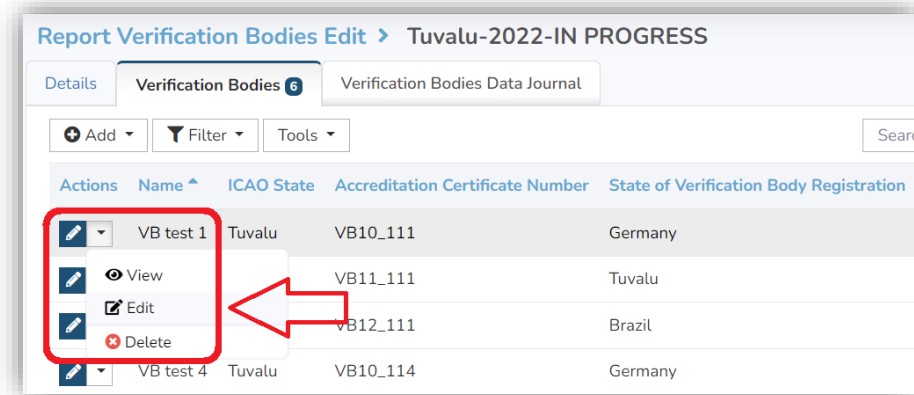 Report Verification Bodies Edit > Tuvalu-2022-IN PROGRESS
Details Verification Bodies 6 Verification Bodies Data Journal
Add Filter Tools Sear
Actions Name ICAO State Accreditation Certificate Number State of Verification Body Registration
VB test 1 Tuvalu VB10_111 Germany
View
VB11_111 Tuvalu
Edit
VB12_111 Brazil
Delete
VB test 4 Tuvalu VB10_114 Germany